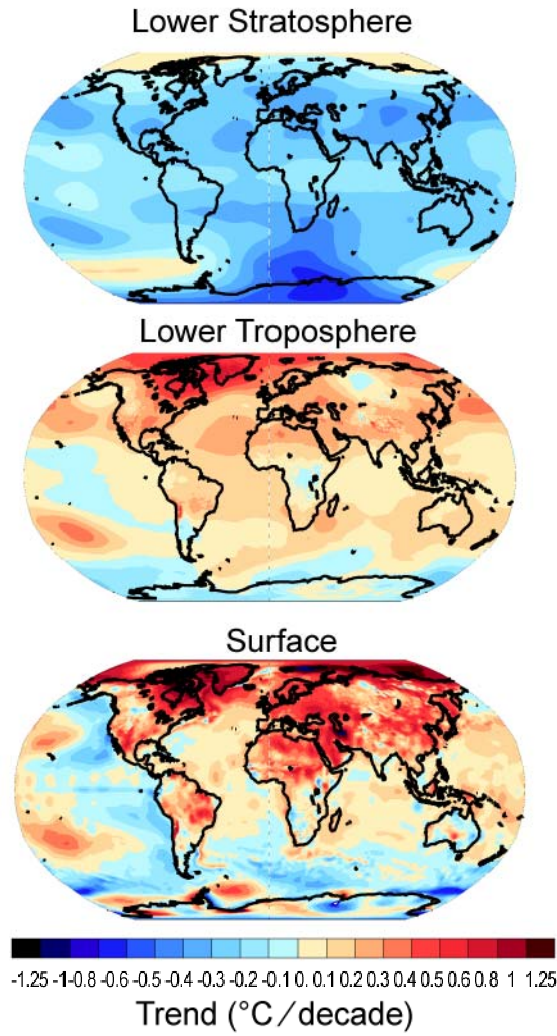 Lower Stratosphere
Lower Troposphere
Surface
-1.25 -1 -0.8 -0.6 -0.5 -0.4 -0.3 -0.2 -0.1 0. 0.1 0.2 0.3 0.4 0.5 0.6 0.8 1 1.25
Trend (°C/decade)